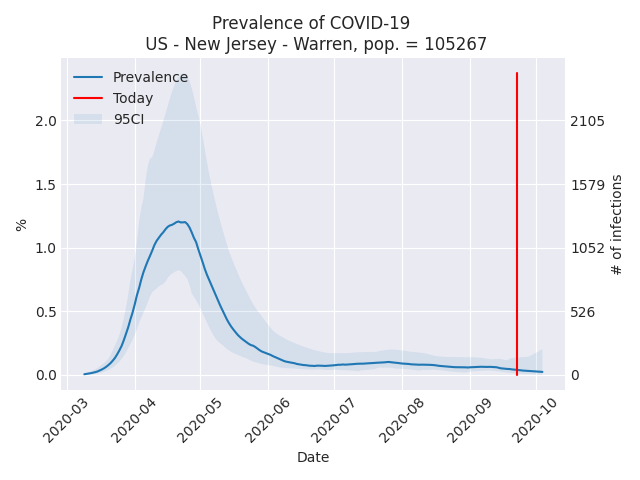 Prevalence of COVID-19
US - New Jersey - Warren, pop. = 105267
Prevalence
Today
95CI
2.0
1.5
1.0
0.5
0.0
%
2105
1579
1052
526
0
# of infections
2020-03
2020-04
2020-05
2020-06
2020-07
2020-08
2020-09
2020-10
Date